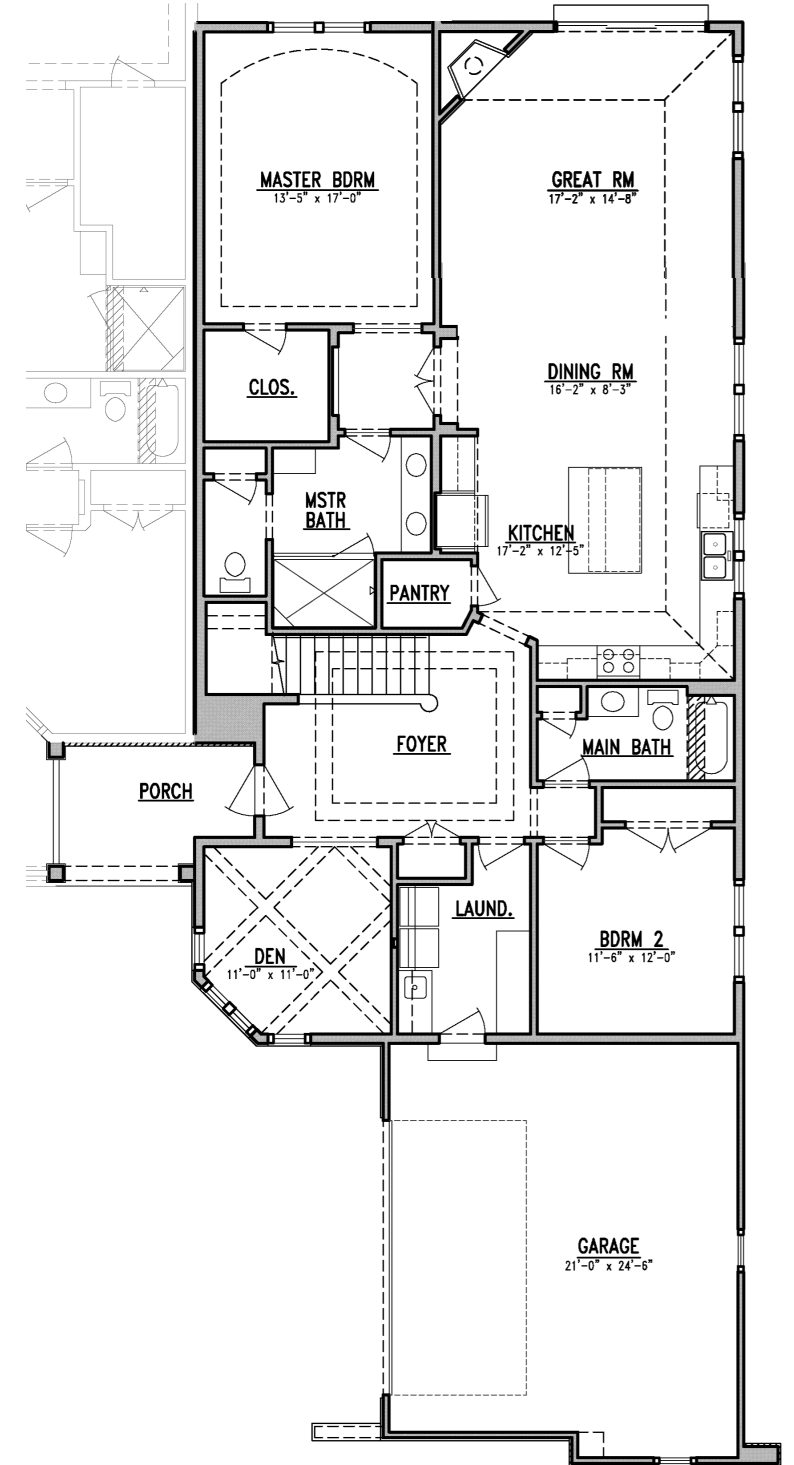 MASTER BDRM
13'-5" x 17'-0"
GREAT RM
17'-2" x 14'-8"
DINING RM
16'-2" x 8'-3"
CLOS.
MSTR
BATH
KITCHEN
17'-2" x 12'-5"
PANTRY
FOYER
MAIN BATH
PORCH
LAUND.
BDRM 2
11'-6" x 12'-0"
DEN
11'-0" x 11'-0"
GARAGE
21'-0" x 24'-6"